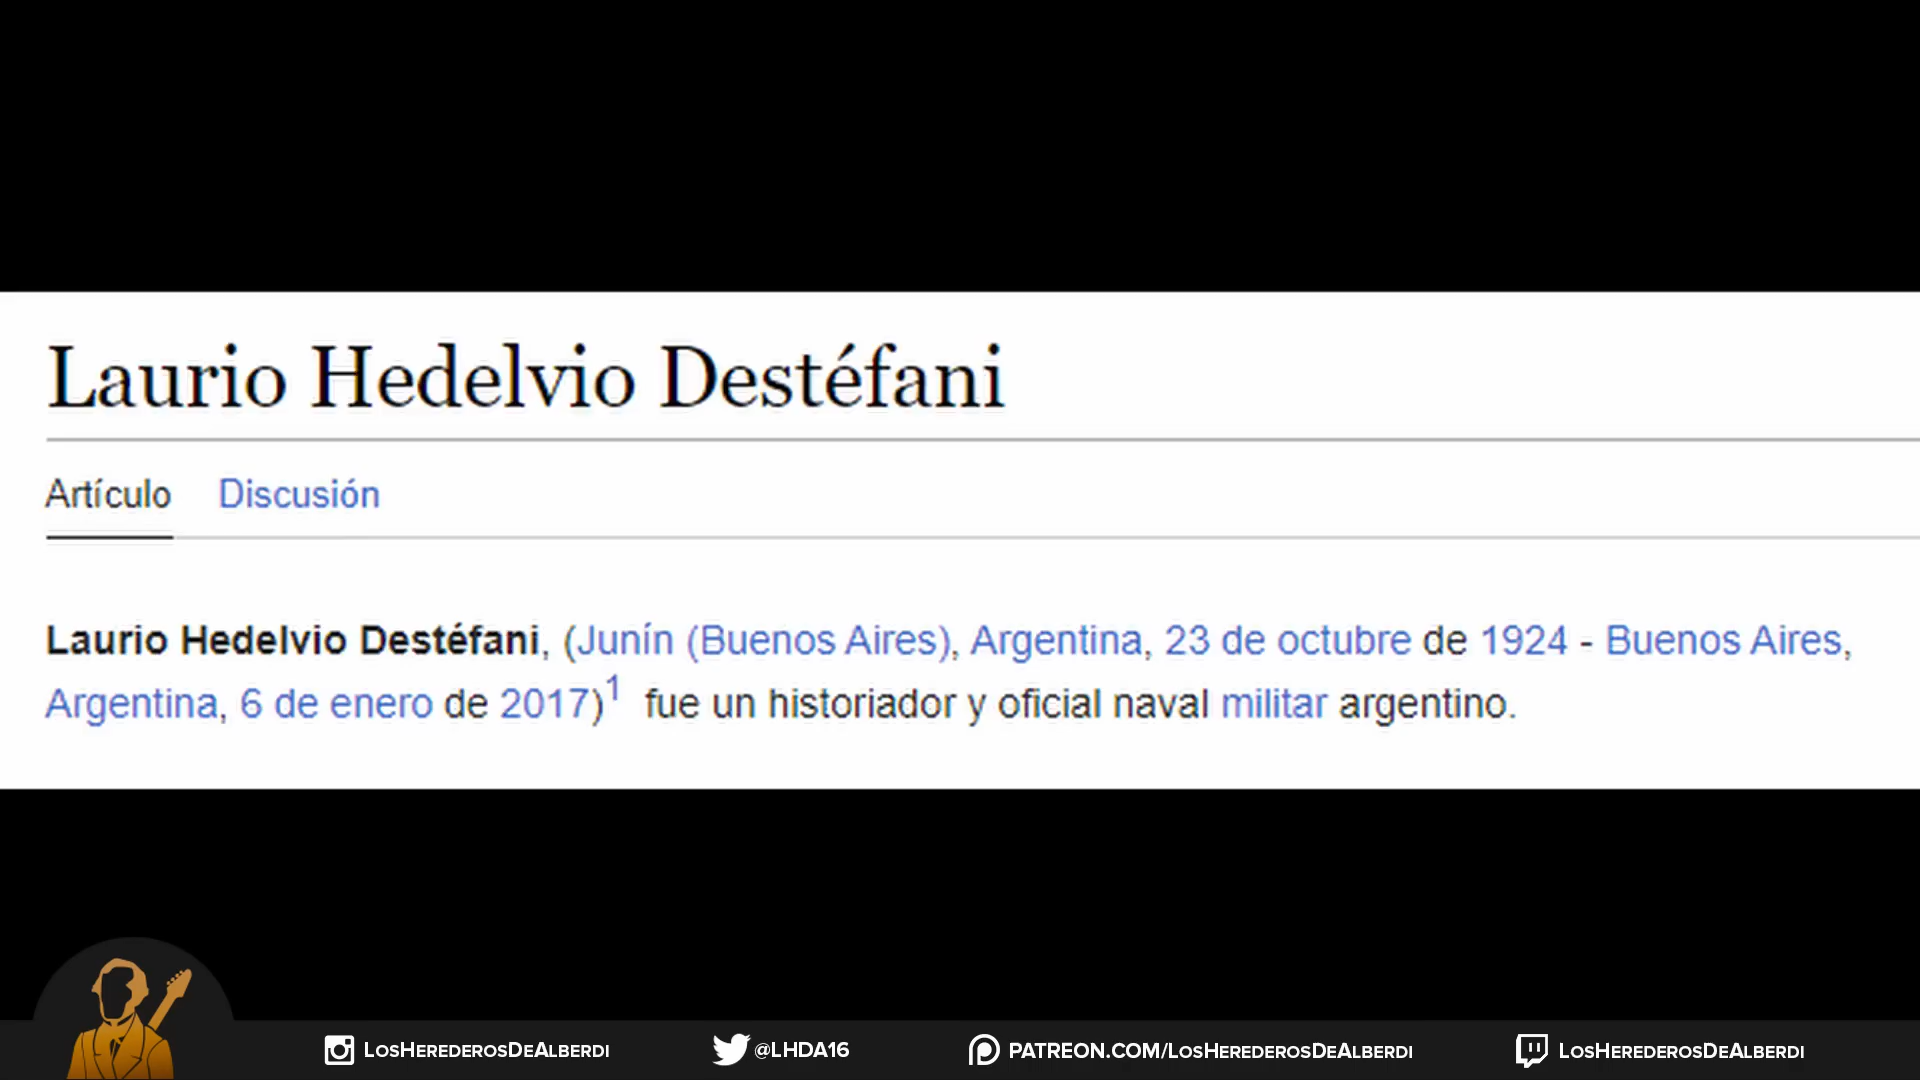 Laurio Hedelvio Destéfani
Artículo Discusión
Laurio Hedelvio Destéfani, (Junín (Buenos Aires), Argentina, 23 de octubre de 1924 - Buenos Aires,
Argentina, 6 de enero de 2017)1 fue un historiador y oficial naval militar argentino.
LosHerederosDeAlberdi @LHDA16 PATREON.COM/LosHerederosDeAlberdi LosHerederosDeAlberdi